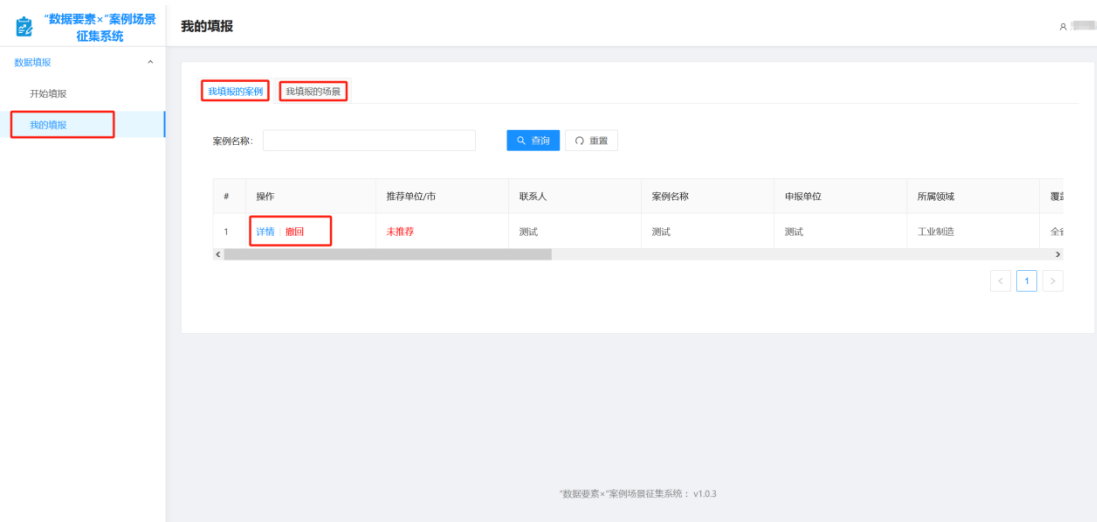 “数据要素×”案例场景
征集系统
我的填报
数据填报
开始填报
我的填报
我填报的案例 我填报的场景
案例名称: 查询 重置
# 操作 推荐单位/市 联系人 案例名称 申报单位 所属领域
1 详情 撤回 未推荐 测试 测试 测试 工业制造
1
“数据要素×”案例场景征集系统： v1.0.3